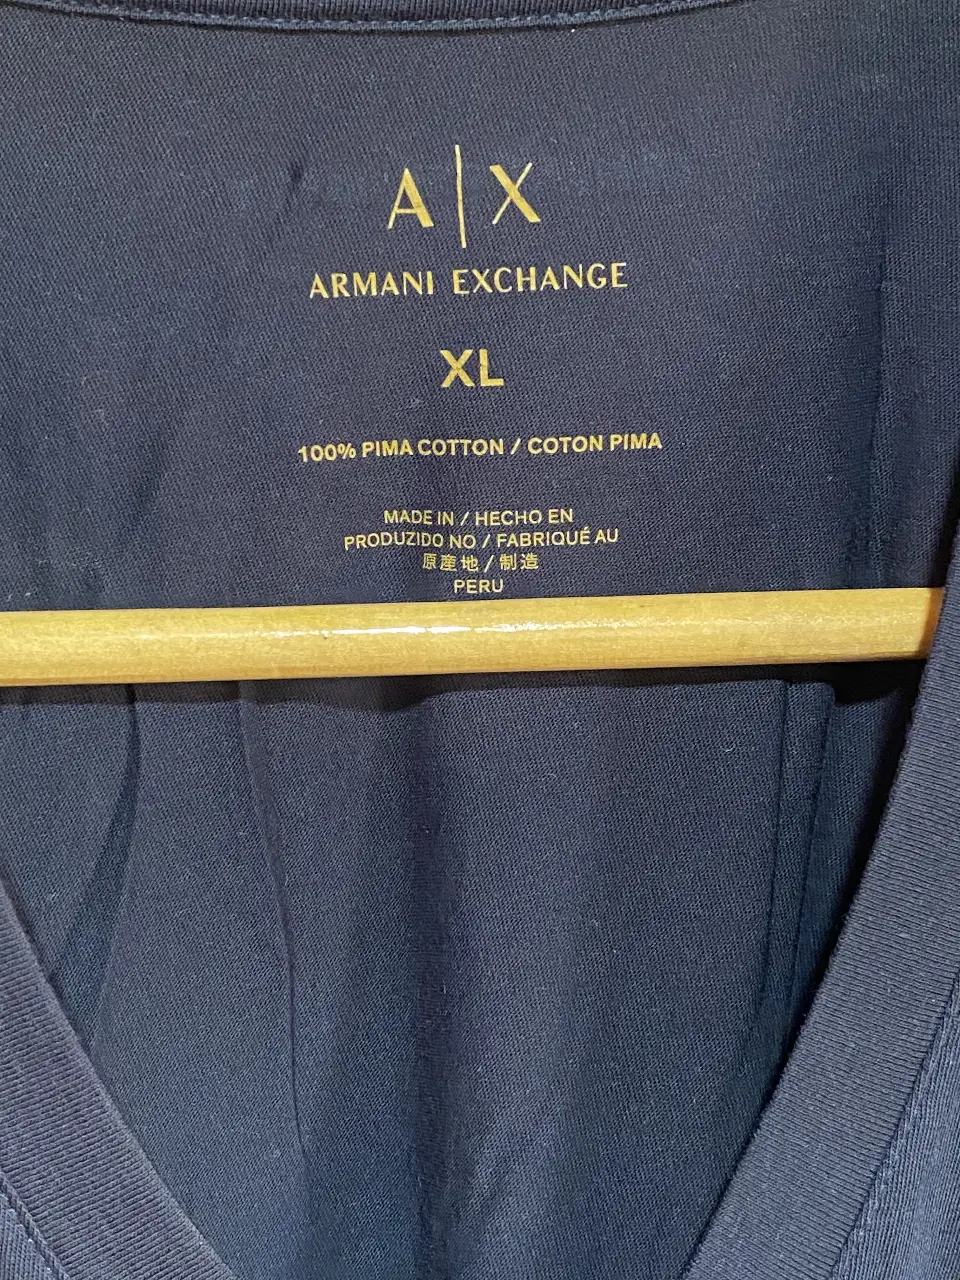 A|X
ARMANI EXCHANGE
XL
100% PIMA COTTON / COTON PIMA
MADE IN / HECHO EN
PRODUZIDO NO / FABRIQUÉ AU
原産地 / 制造
PERU